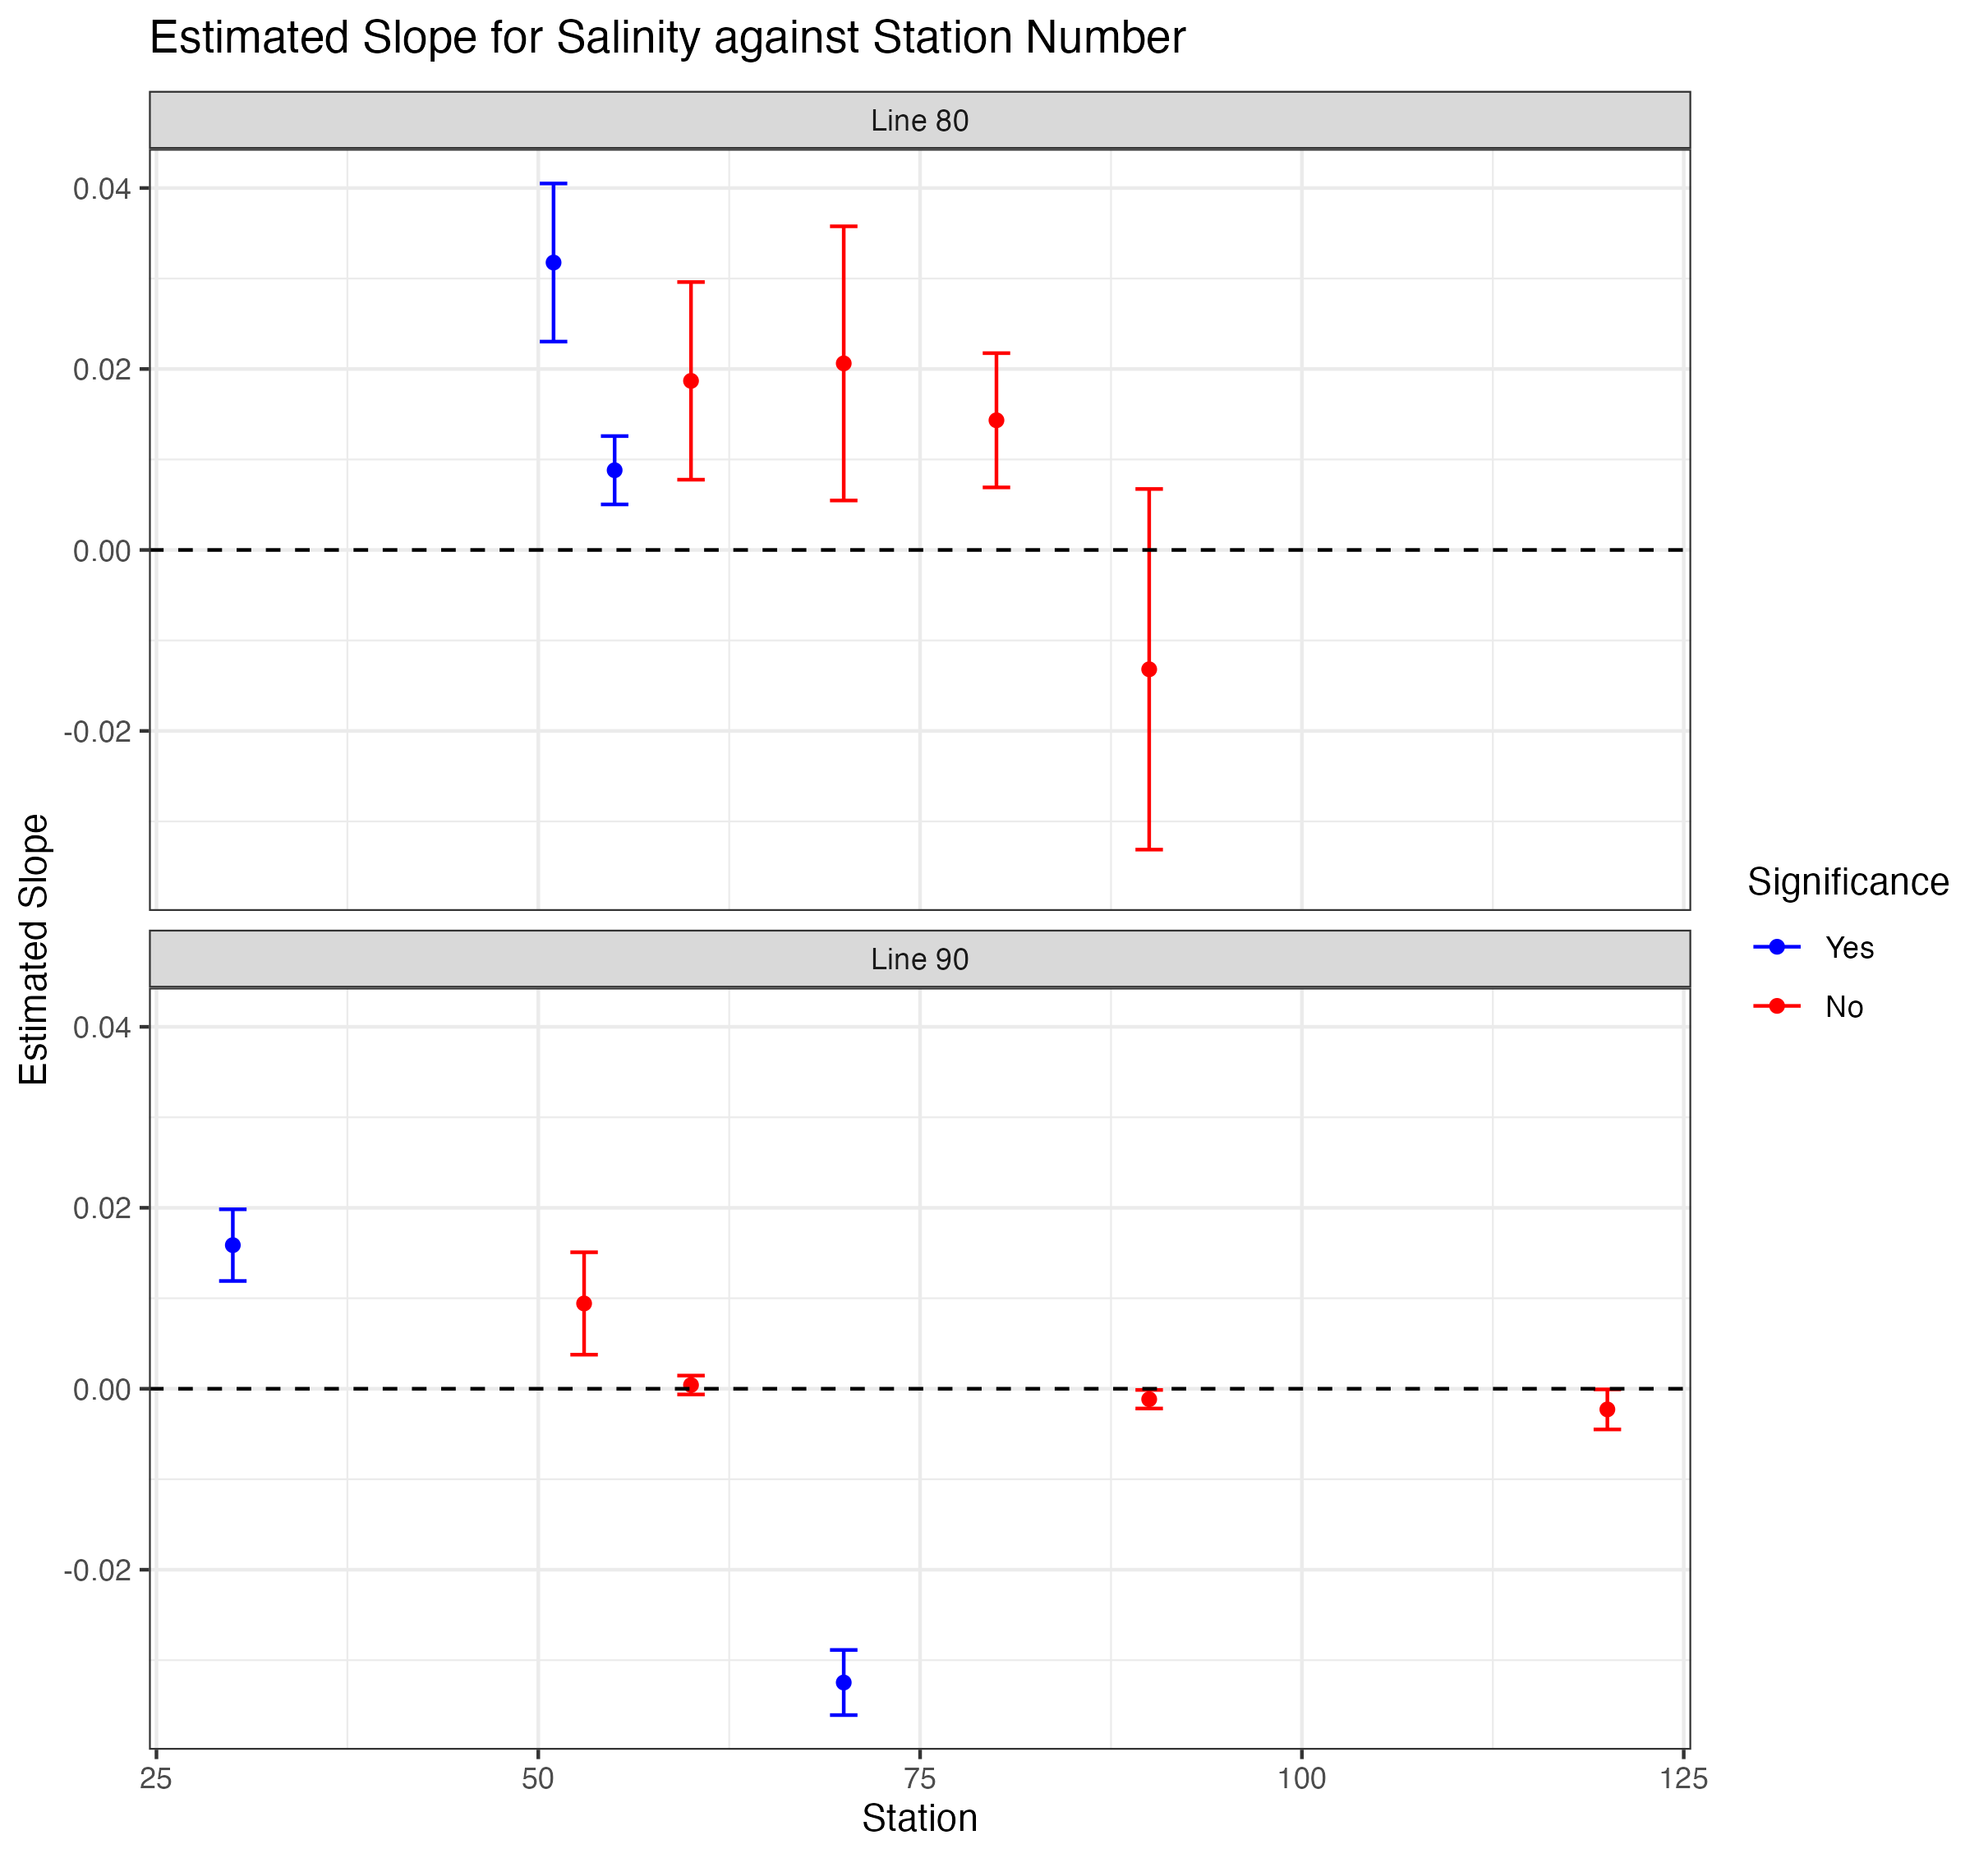 Estimated Slope for Salinity against Station Number
Line 80
0.04
0.02
0.00
-0.02
Estimated Slope
Line 90
0.04
0.02
0.00
-0.02
25 50 75 100 125
Station
Significance
Yes
No